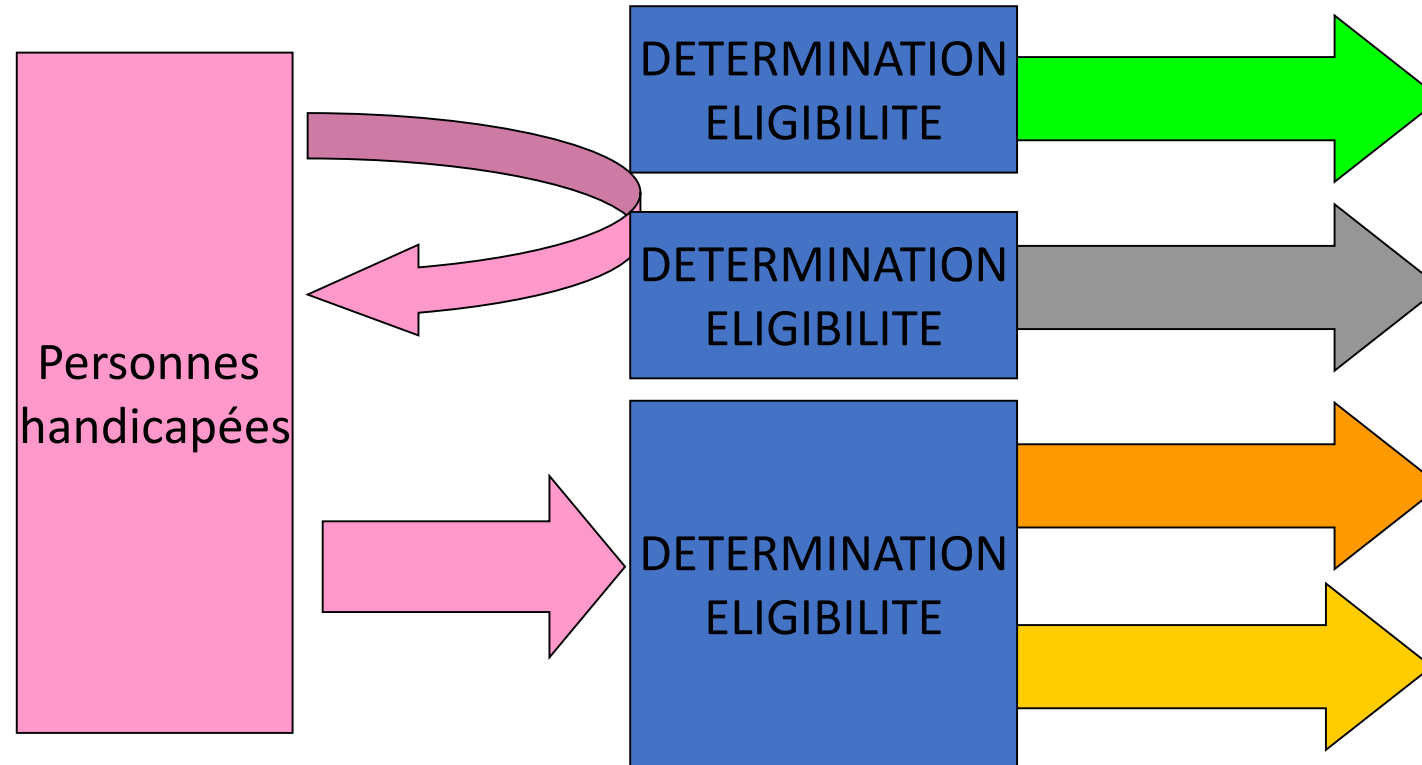 Personnes
handicapées
DETERMINATION
ELIGIBILITE
DETERMINATION
ELIGIBILITE
DETERMINATION
ELIGIBILITE